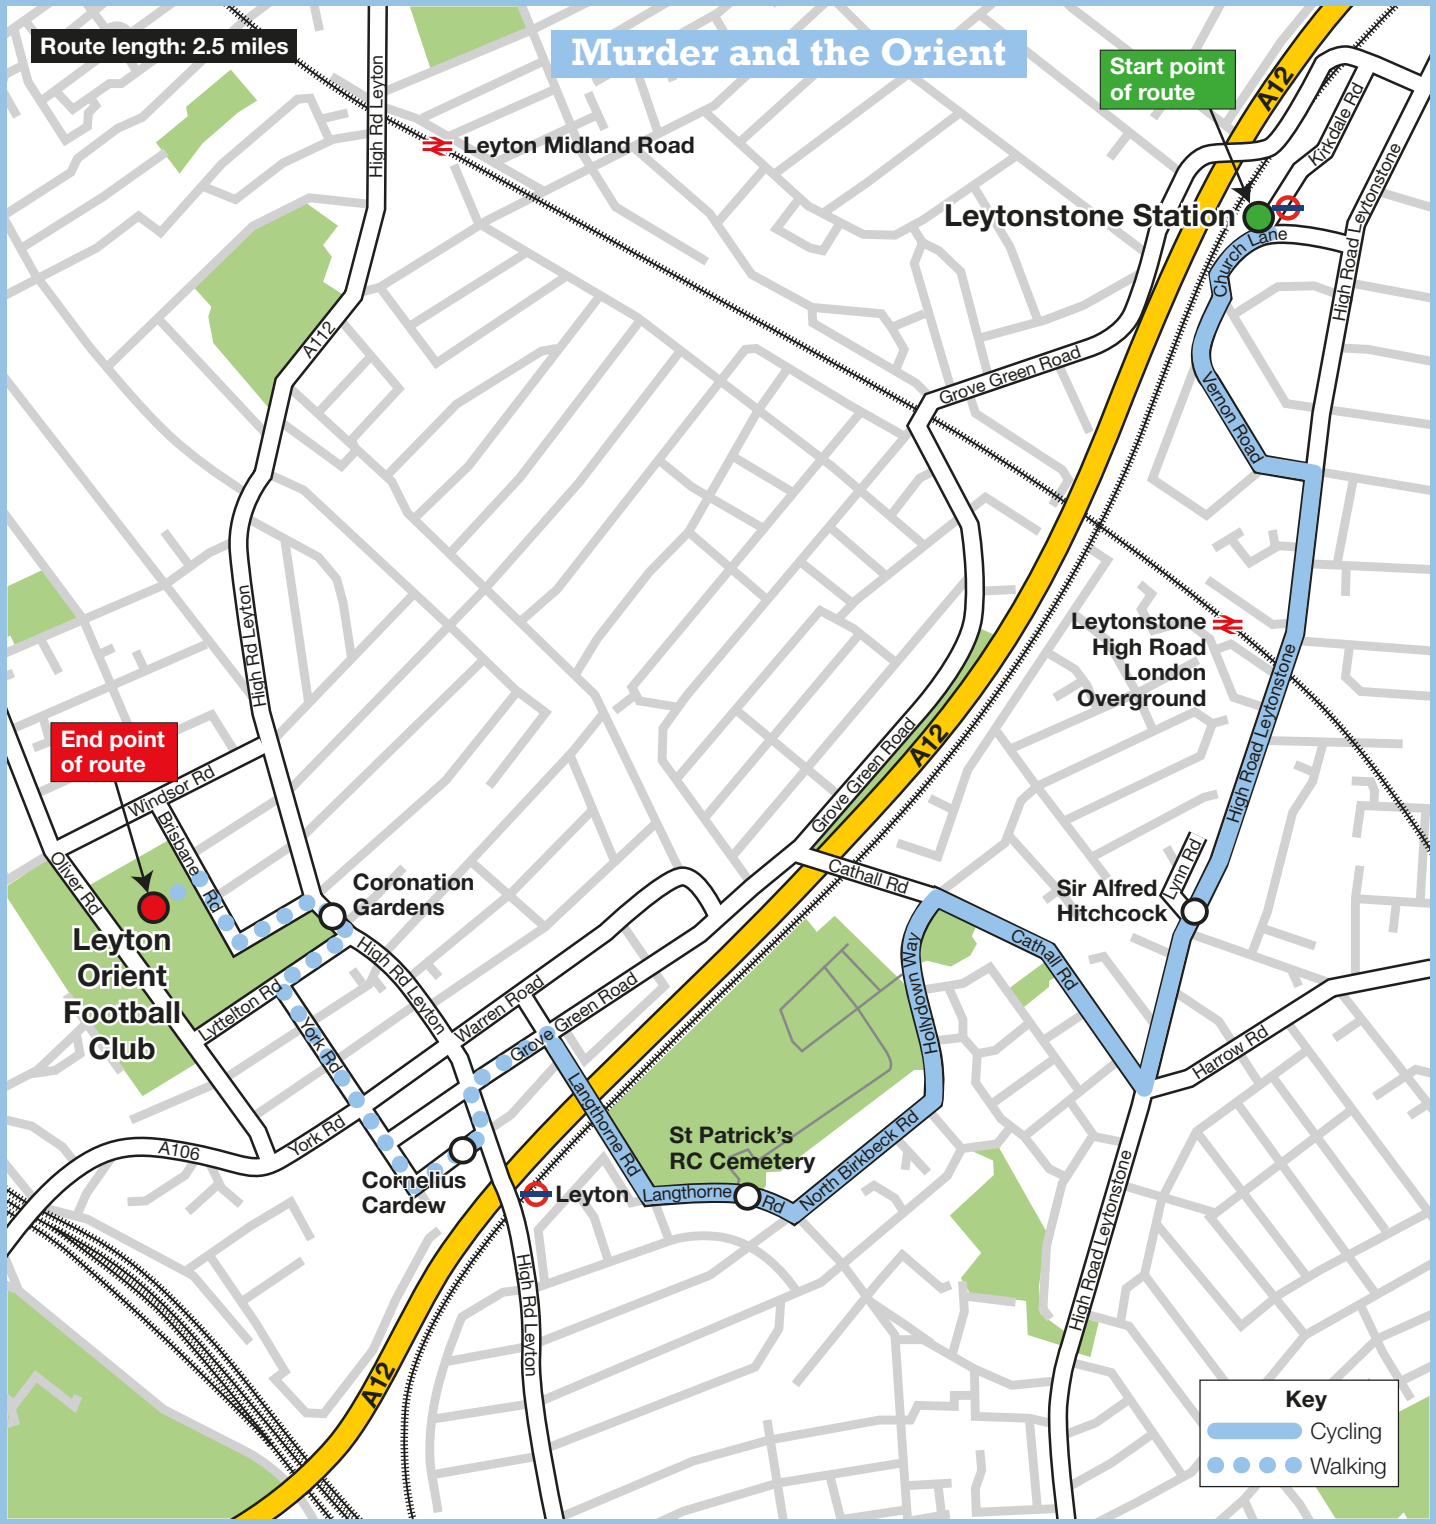 Route length: 2.5 miles
Murder and the Orient
Start point
of route
A12
Kirkdale Rd
High Rd Leyton
Leyton Midland Road
High Road Leytonstone
Leytonstone Station
Church Lane
High Road Leytonstone
A112
Grove Green Road
Vernon Road
High Rd Leyton
Leytonstone
High Road
London
Overground
High Road Leytonstone
End point
of route
Windsor Rd
Brisbane Rd
Grove Green Road
A12
Oliver Rd
Cathall Rd
Lynn Rd
Sir Alfred
Hitchcock
Coronation
Gardens
Leyton
Orient
Football
Club
High Rd Leyton
Hollydown Way
Cathall Rd
Lyttelton Rd
Warren Road
Grove Green Road
York Rd
Harrow Rd
Langthorne Rd
York Rd
A106
St Patrick's
RC Cemetery
North Birkbeck Rd
Langthorne Rd
Cornelius
Cardew
Leyton
High Road Leytonstone
High Rd Leyton
A12
Key
Cycling
Walking